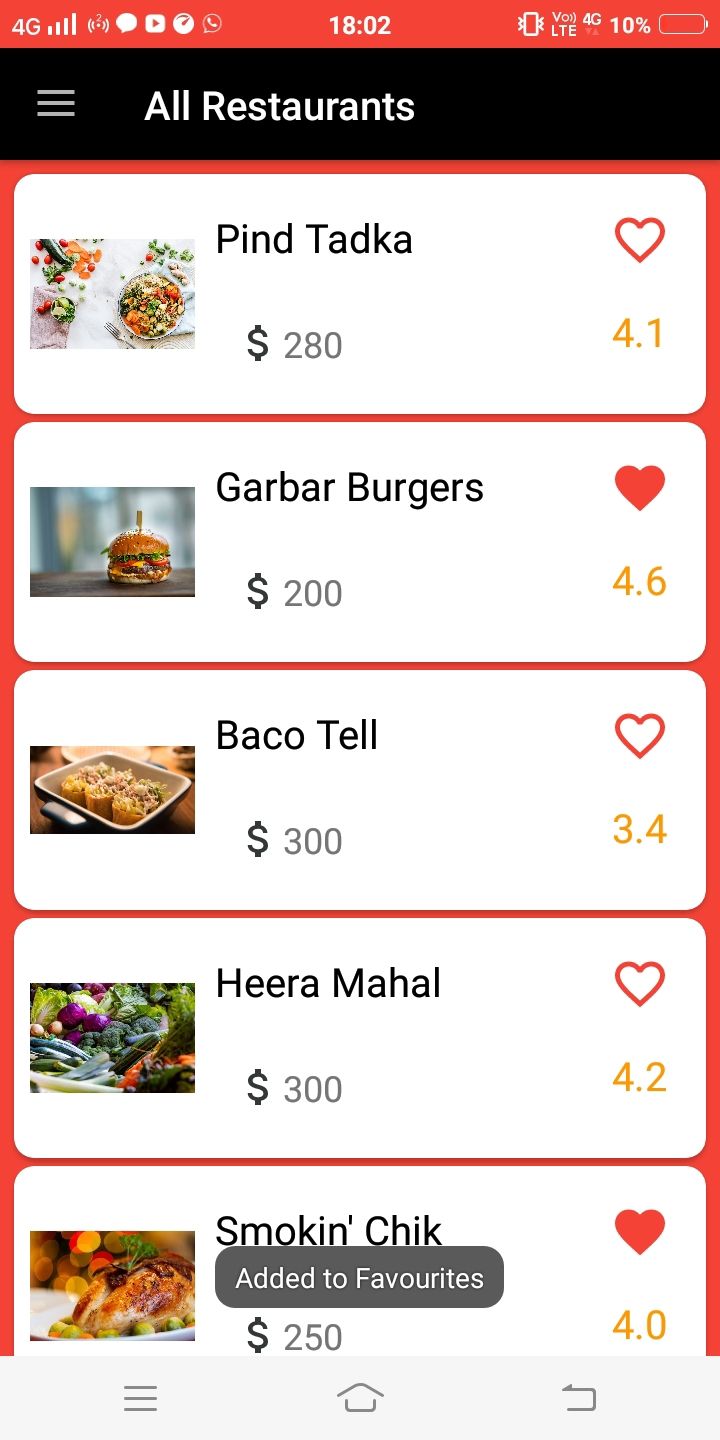 4G 18:02 Vo)) LTE 4G 10%
All Restaurants
Pind Tadka
$ 280
4.1
Garbar Burgers
$ 200
4.6
Baco Tell
$ 300
3.4
Heera Mahal
$ 300
4.2
Smokin' Chik
Added to Favourites
$ 250
4.0